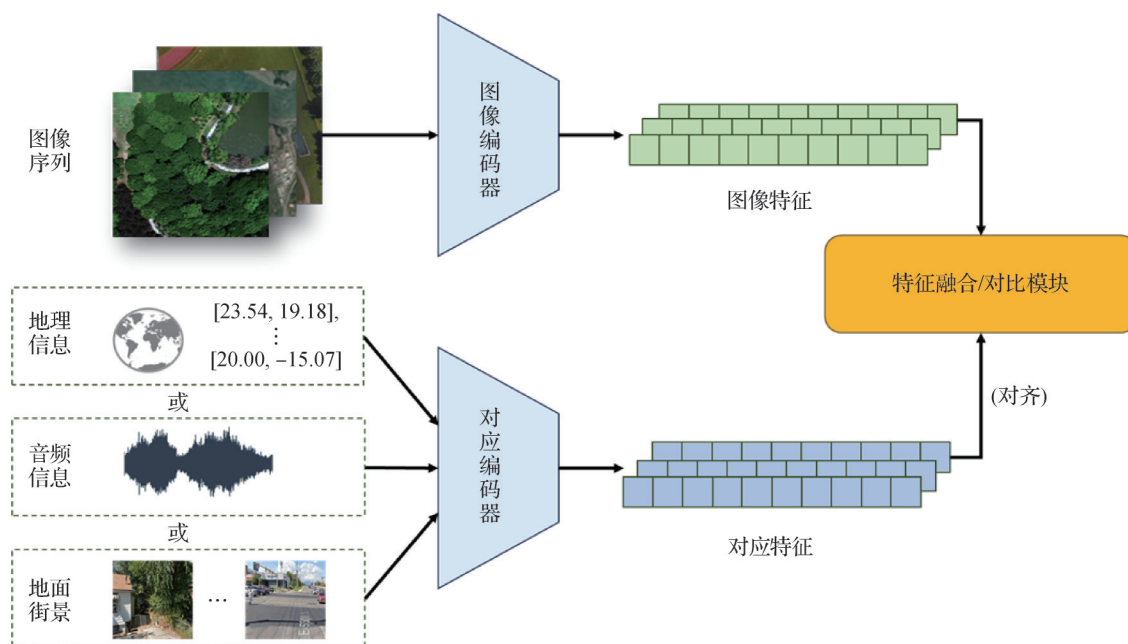 图像
序列
图像编码器
图像特征
特征融合/对比模块
地理
信息
[23.54, 19.18],
⋮
[20.00, −15.07]
或
音频
信息
或
地面
街景
…
对应编码器
对应特征
(对齐)